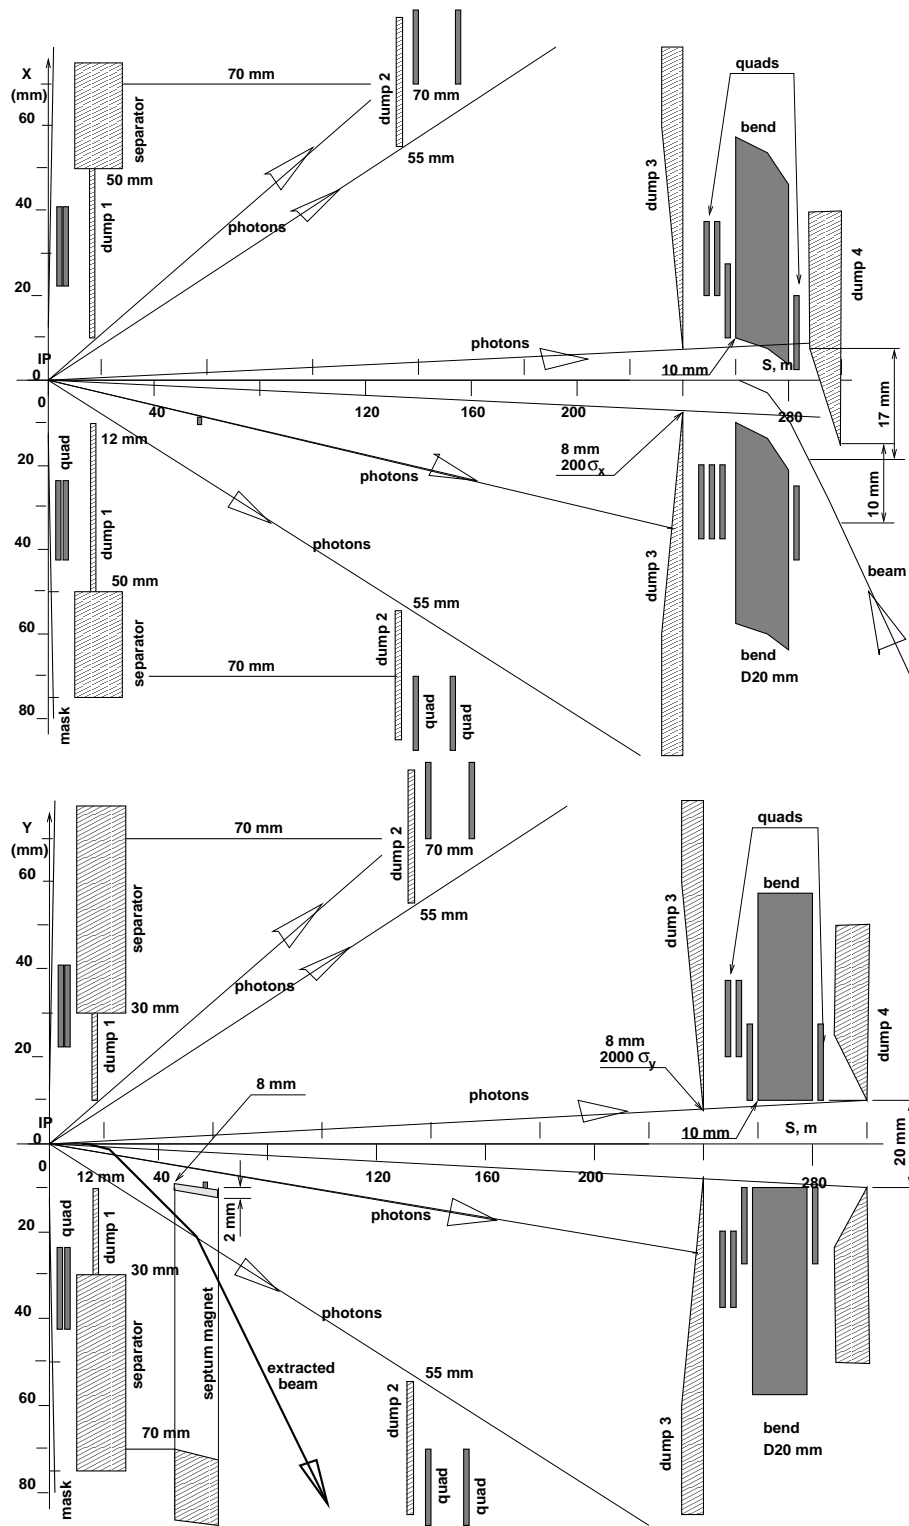 X
(mm)
60
40
20
IP
0
0
20
40
60
80
mask
separator
70 mm
50 mm
dump 1
photons
dump 2
70 mm
55 mm
dump 3
quads
bend
dump 4
photons
10 mm
S, m
40
120
160
200
280
12 mm
quad
dump 1
photons
8 mm
200σx
17 mm
10 mm
beam
photons
50 mm
separator
70 mm
55 mm
dump 2
quad
quad
dump 3
bend
D20 mm
Y
(mm)
60
40
20
IP
0
0
20
40
60
80
mask
separator
70 mm
30 mm
dump 1
photons
dump 2
70 mm
55 mm
dump 3
quads
bend
dump 4
8 mm
8 mm
2000 σy
photons
10 mm
S, m
20 mm
12 mm
40
120
160
200
240
280
quad
dump 1
2 mm
photons
30 mm
separator
septum magnet
photons
extracted
beam
55 mm
dump 2
70 mm
quad
quad
dump 3
bend
D20 mm